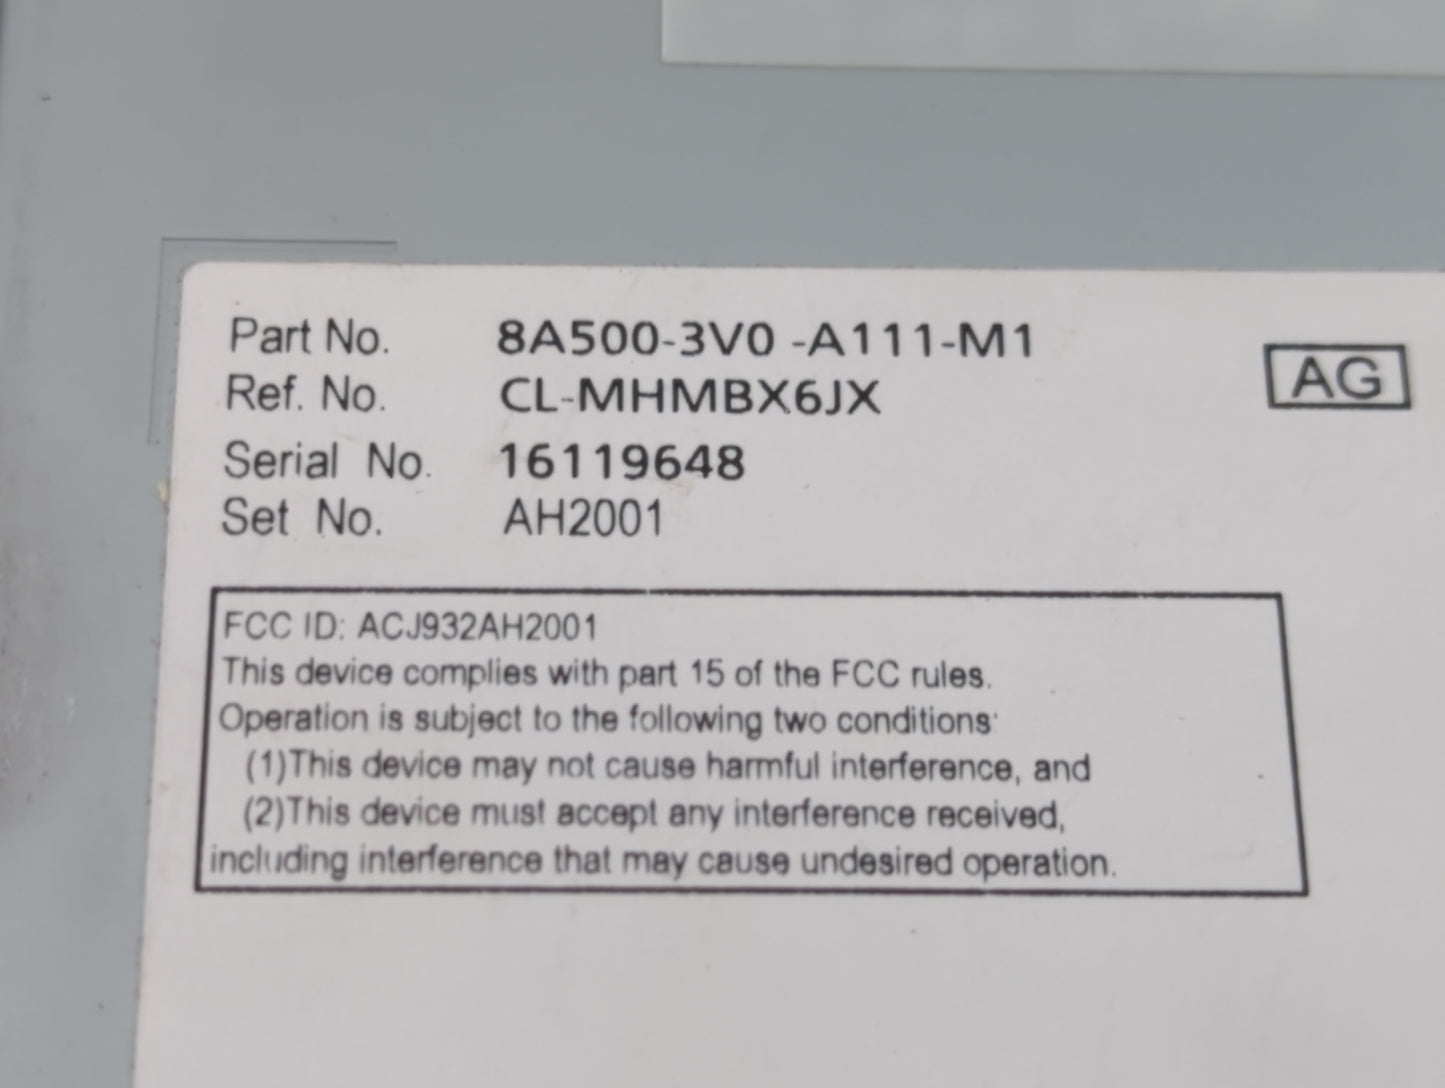 Part No. 8A500-3V0 -A111-M1
AG
Ref. No. CL-MHMBX6JX
Serial No. 16119648
Set No. AH2001
FCC ID: ACJ932AH2001
This device complies with part 15 of the FCC rules.
Operation is subject to the following two conditions:
(1)This device may not cause harmful interference, and
(2)This device must accept any interference received,
including interference that may cause undesired operation.